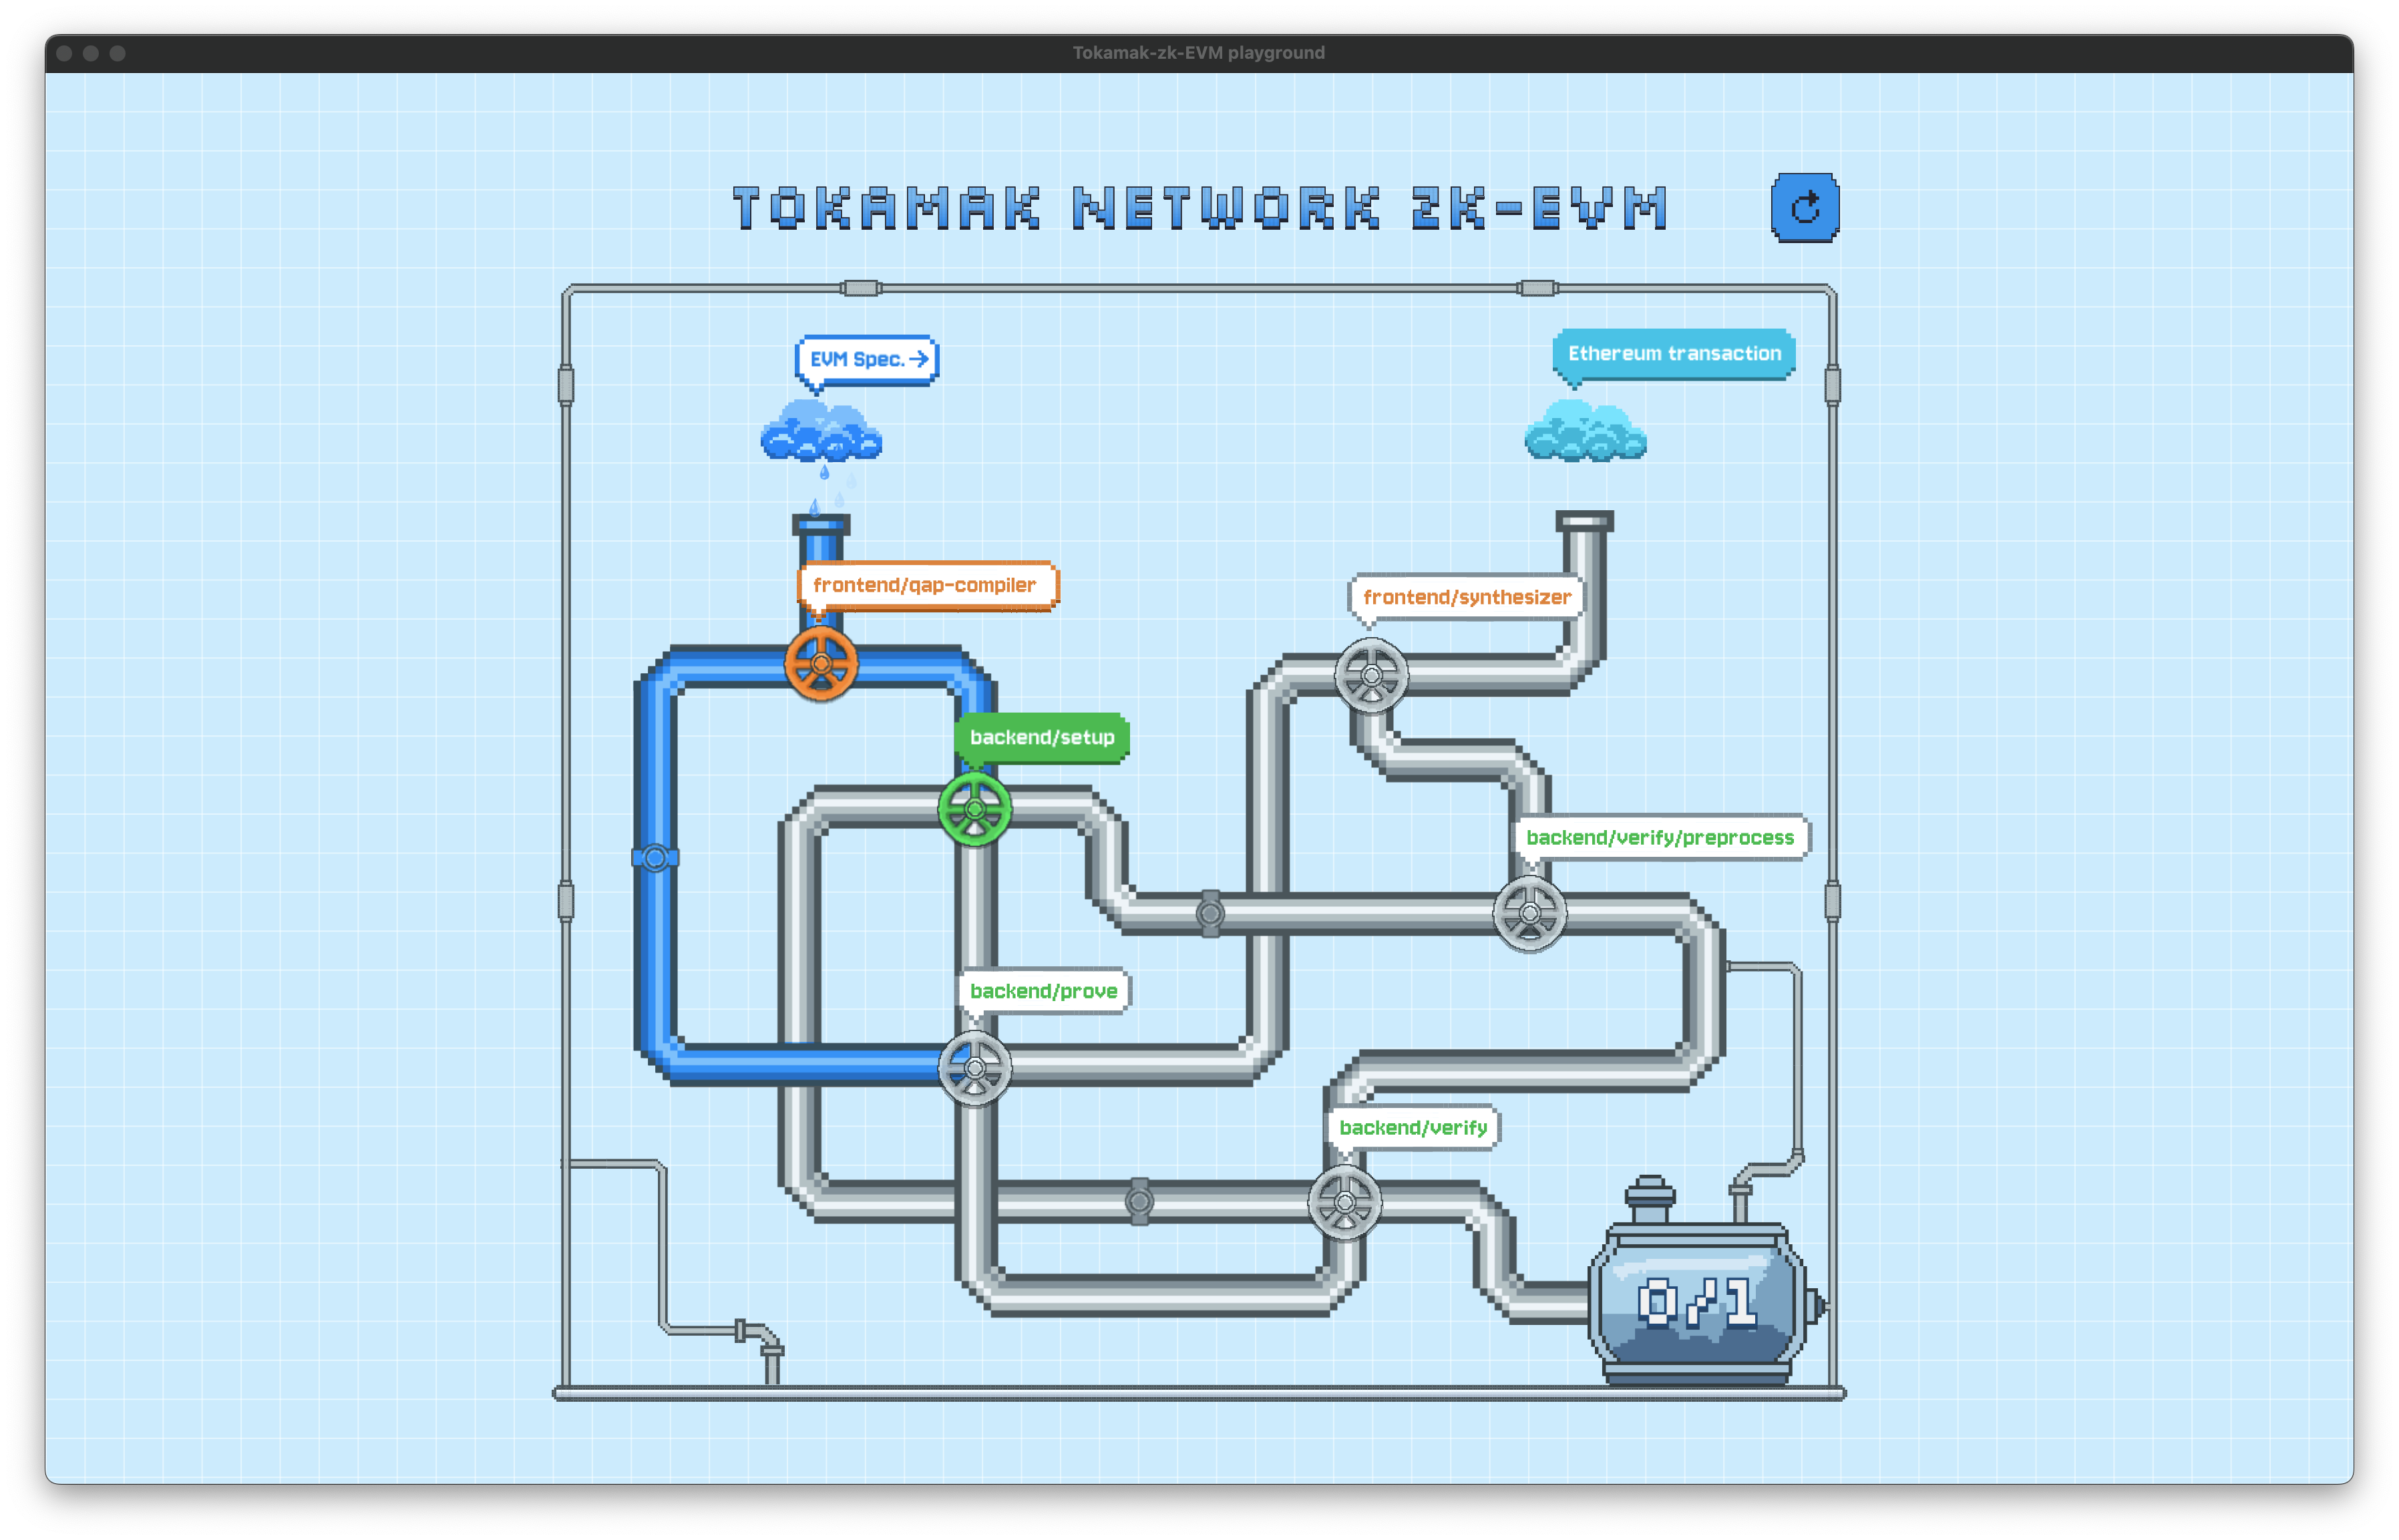 Tokamak-zk-EVM playground
TOKAMAK NETWORK ZK-EVM
EVM Spec.→
Ethereum transaction
frontend/qap-compiler
frontend/synthesizer
backend/setup
backend/verify/preprocess
backend/prove
backend/verify
0/1